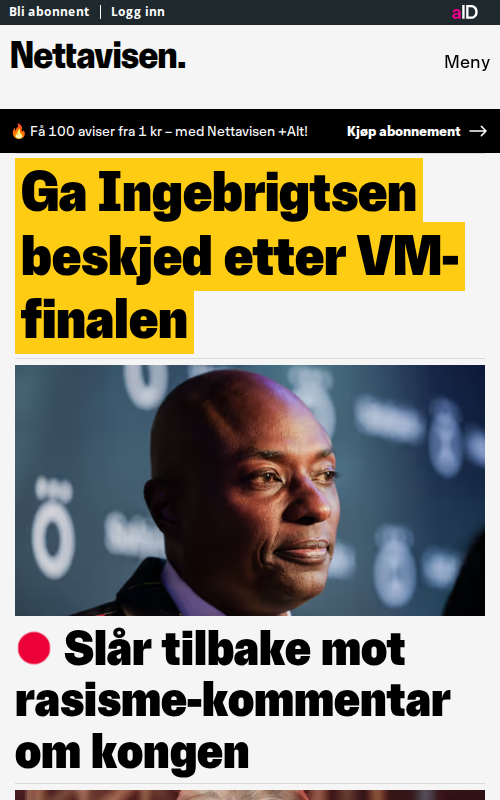 Bli abonnent | Logg inn
aID
Nettavisen.
Meny
🔥 Få 100 aviser fra 1 kr – med Nettavisen +Alt!
Kjøp abonnement →
Ga Ingebrigtsen
beskjed etter VM-
finalen
Slår tilbake mot
rasisme-kommentar
om kongen